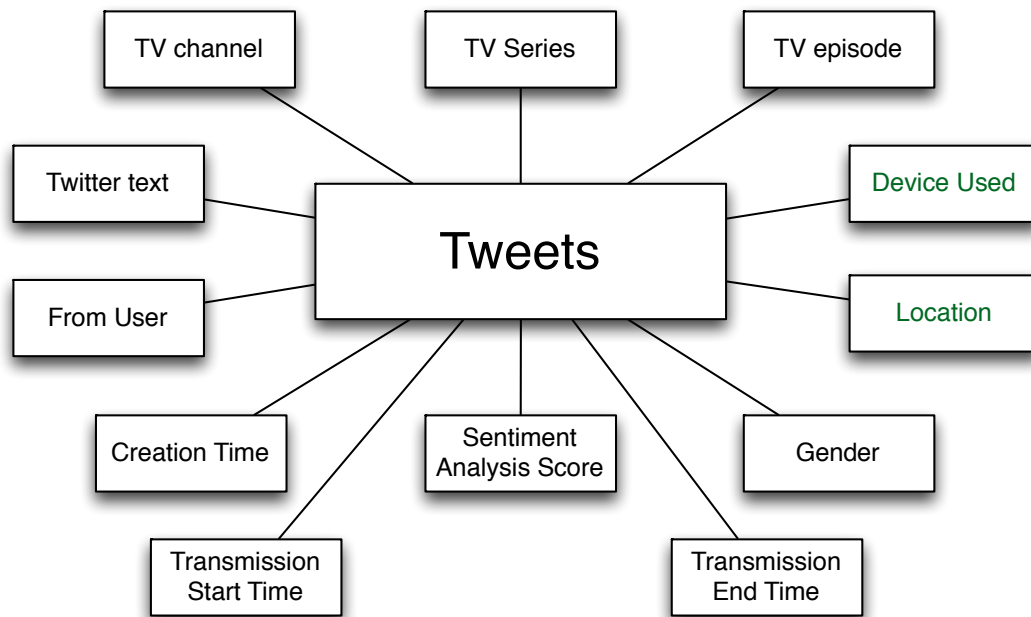 TV channel
TV Series
TV episode
Twitter text
Device Used
Tweets
From User
Location
Creation Time
Sentiment
Analysis Score
Gender
Transmission
Start Time
Transmission
End Time